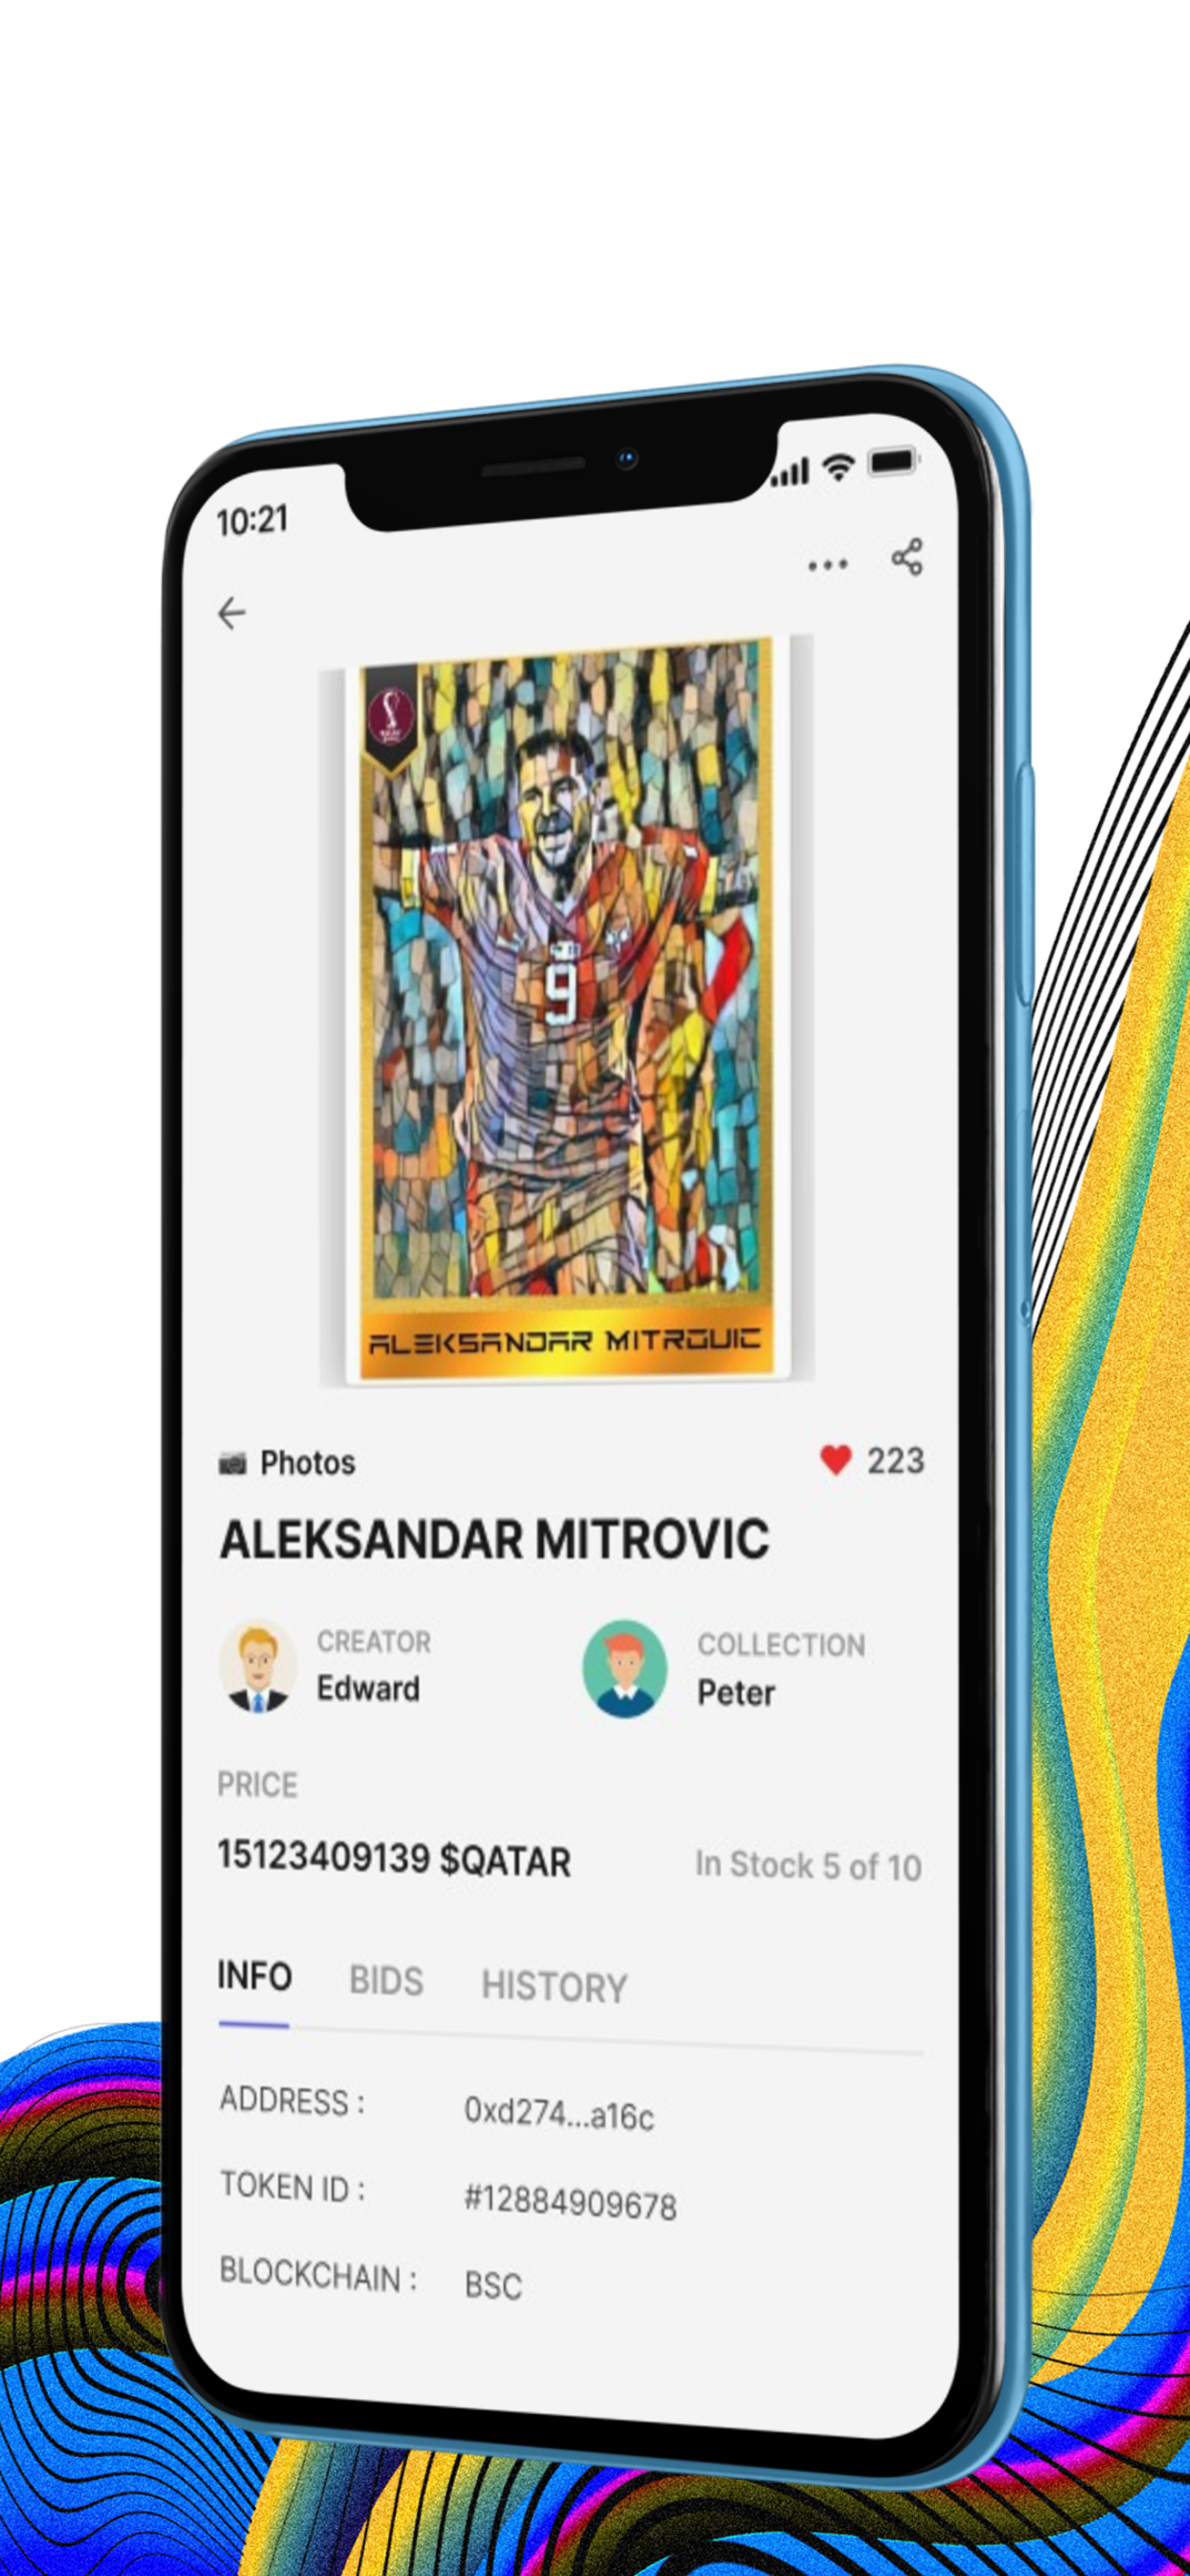 10:21
9
ALEKSANDAR MITROVIC
Photos
223
ALEKSANDAR MITROVIC
CREATOR
Edward
COLLECTION
Peter
PRICE
15123409139 $QATAR
In Stock 5 of 10
INFO
BIDS
HISTORY
ADDRESS :
0xd274...a16c
TOKEN ID :
#12884909678
BLOCKCHAIN :
BSC